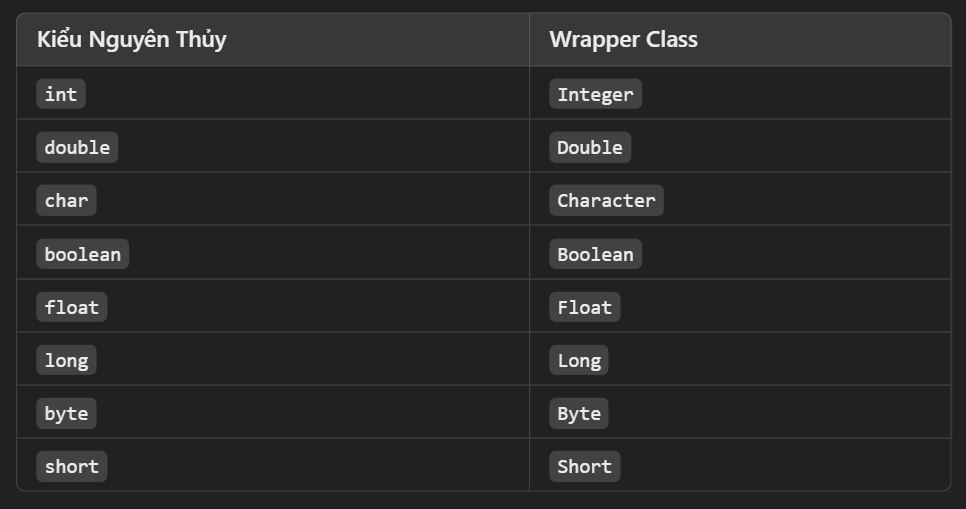 Kiểu Nguyên Thủy Wrapper Class
int Integer
double Double
char Character
boolean Boolean
float Float
long Long
byte Byte
short Short